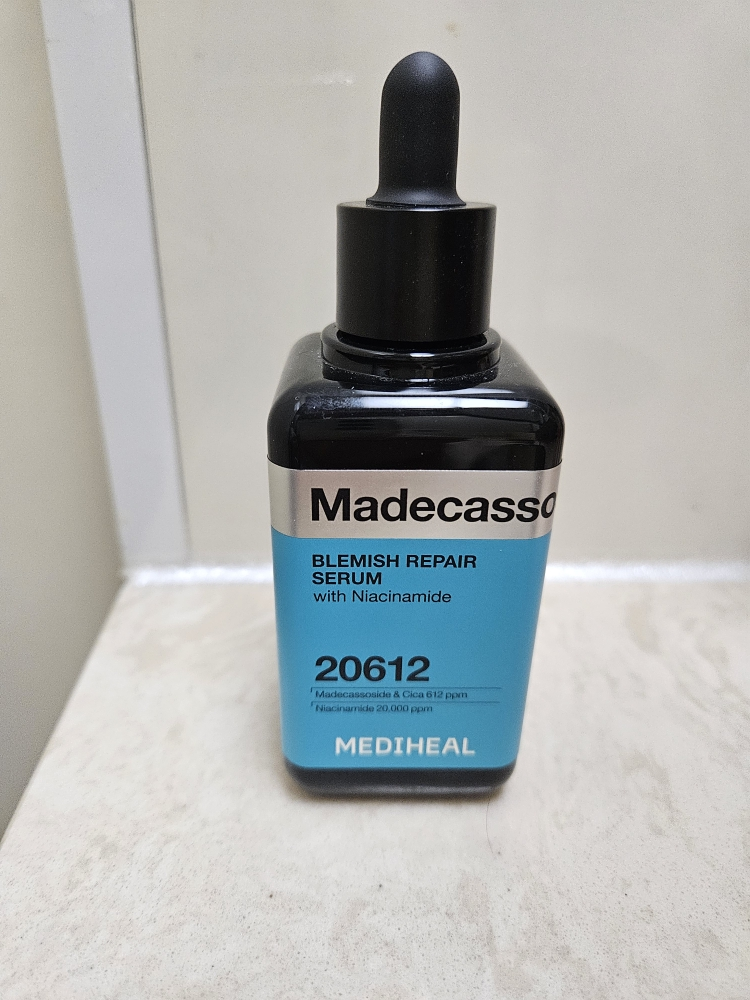 Madecasso
BLEMISH REPAIR
SERUM
with Niacinamide
20612
Madecassoside & Cica 612 ppm
Niacinamide 20,000 ppm
MEDIHEAL